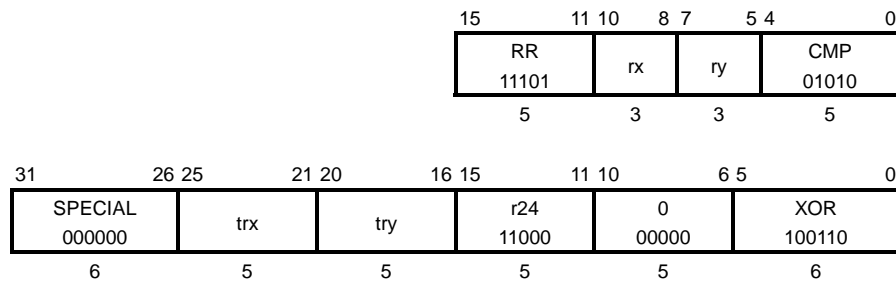 15 11 10 8 7 5 4 0
RR rx ry CMP
11101 01010
5 3 3 5
31 26 25 21 20 16 15 11 10 6 5 0
SPECIAL trx try r24 0 XOR
000000 11000 00000 100110
6 5 5 5 5 6